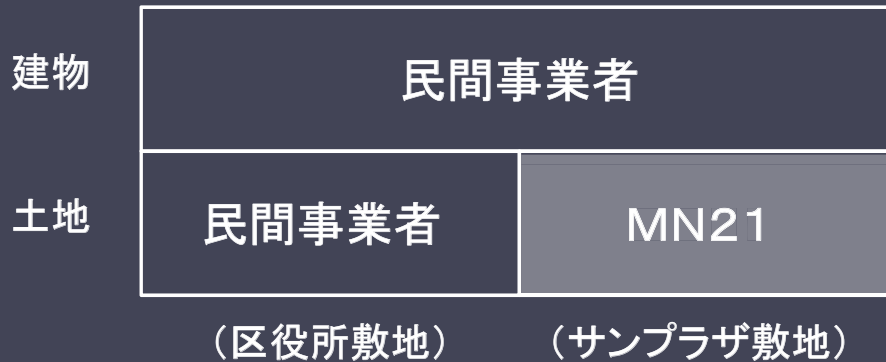 建物
民間事業者
土地
民間事業者
ＭＮ２１
（区役所敷地）
（サンプラザ敷地）